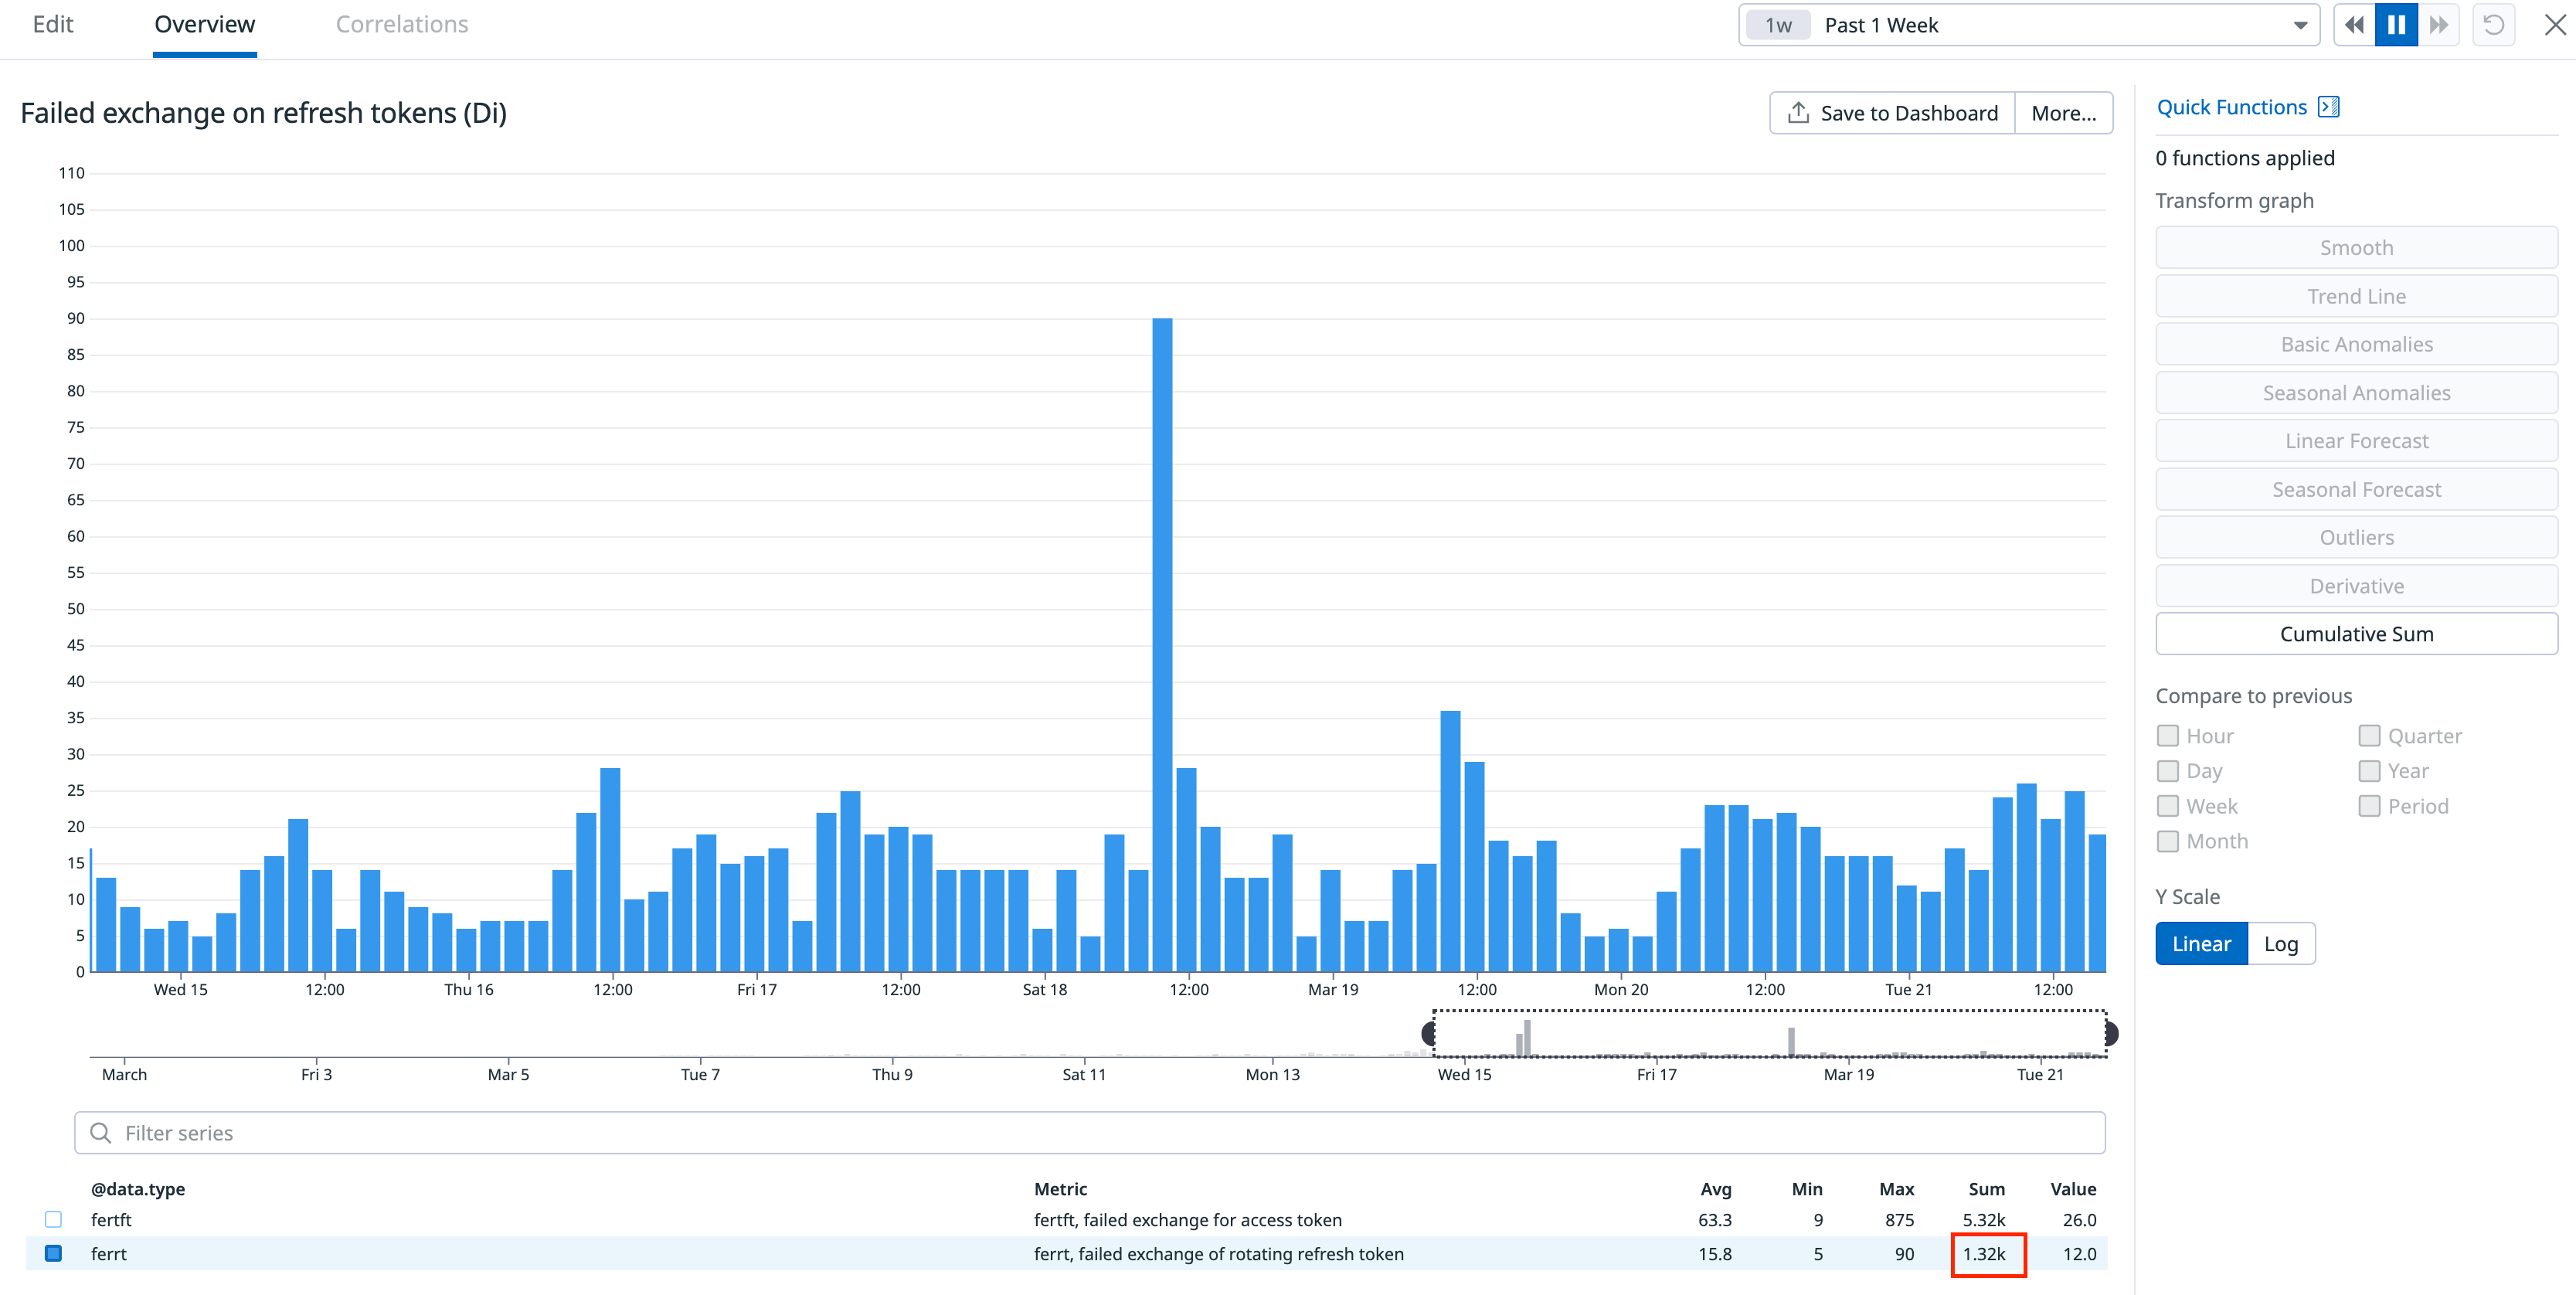 Edit Overview Correlations 1w Past 1 Week
Failed exchange on refresh tokens (Di) Save to Dashboard More...
110
105
100
95
90
85
80
75
70
65
60
55
50
45
40
35
30
25
20
15
10
5
0
Wed 15 12:00 Thu 16 12:00 Fri 17 12:00 Sat 18 12:00 Mar 19 12:00 Mon 20 12:00 Tue 21 12:00
March Fri 3 Mar 5 Tue 7 Thu 9 Sat 11 Mon 13 Wed 15 Fri 17 Mar 19 Tue 21
Filter series
@data.type Metric Avg Min Max Sum Value
fertft fertft, failed exchange for access token 63.3 9 875 5.32k 26.0
ferrt ferrt, failed exchange of rotating refresh token 15.8 5 90 1.32k 12.0
Quick Functions
0 functions applied
Transform graph
Smooth
Trend Line
Basic Anomalies
Seasonal Anomalies
Linear Forecast
Seasonal Forecast
Outliers
Derivative
Cumulative Sum
Compare to previous
Hour Quarter
Day Year
Week Period
Month
Y Scale
Linear Log